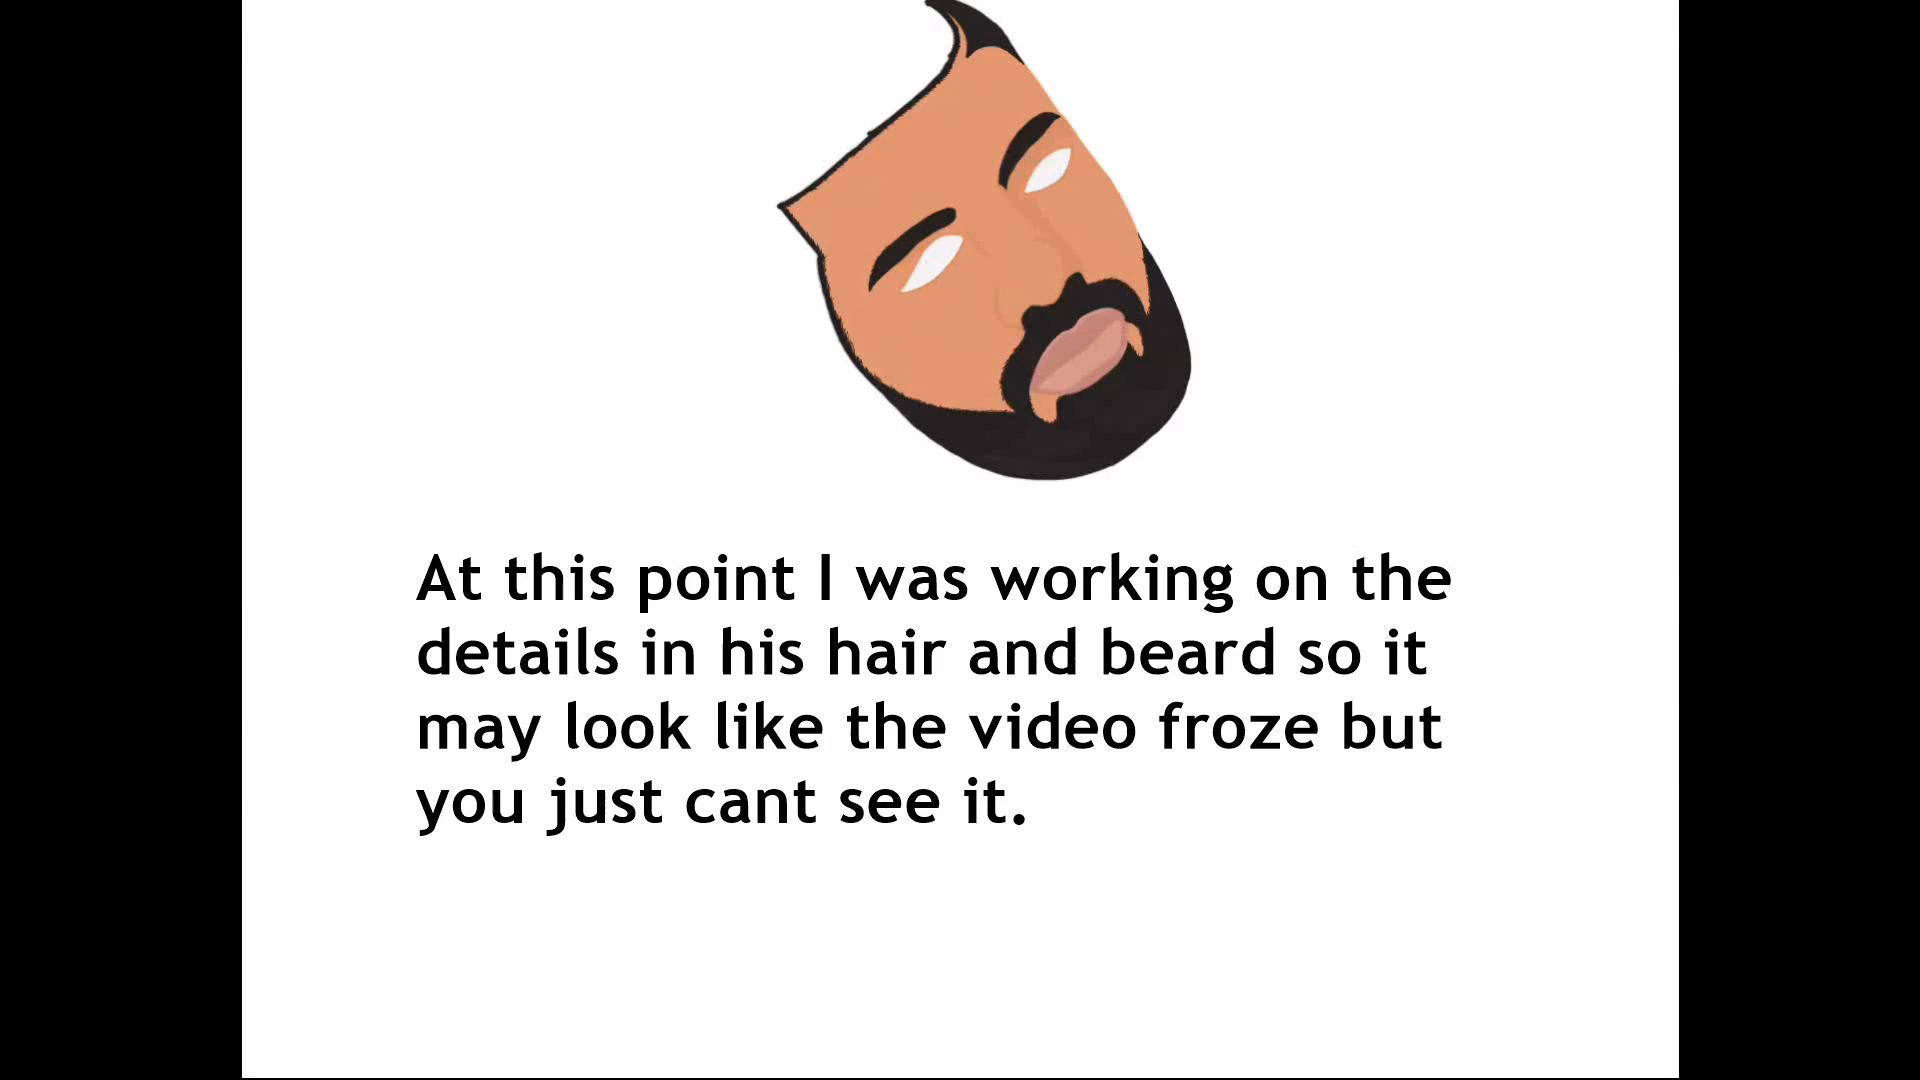 At this point I was working on the
details in his hair and beard so it
may look like the video froze but
you just cant see it.